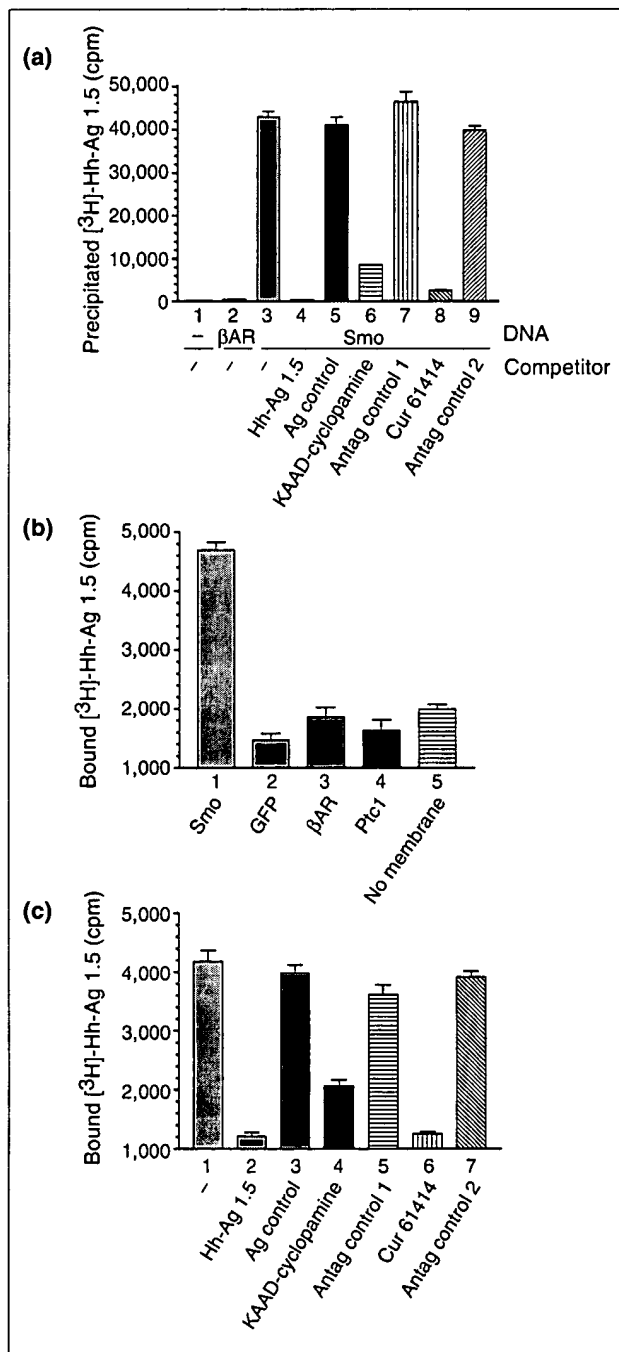 (a)
Precipitated [³H]-Hh-Ag 1.5 (cpm)
50,000
40,000
30,000
20,000
10,000
0
1 2 3 4 5 6 7 8 9
– βAR Smo DNA
– – – Hh-Ag 1.5 Ag control KAAD-cyclopamine Antag control 1 Cur 61414 Antag control 2 Competitor
(b)
Bound [³H]-Hh-Ag 1.5 (cpm)
5,000
4,000
3,000
2,000
1,000
1 2 3 4 5
Smo GFP βAR Ptc1 No membrane
(c)
Bound [³H]-Hh-Ag 1.5 (cpm)
5,000
4,000
3,000
2,000
1,000
1 2 3 4 5 6 7
– Hh-Ag 1.5 Ag control KAAD-cyclopamine Antag control 1 Cur 61414 Antag control 2